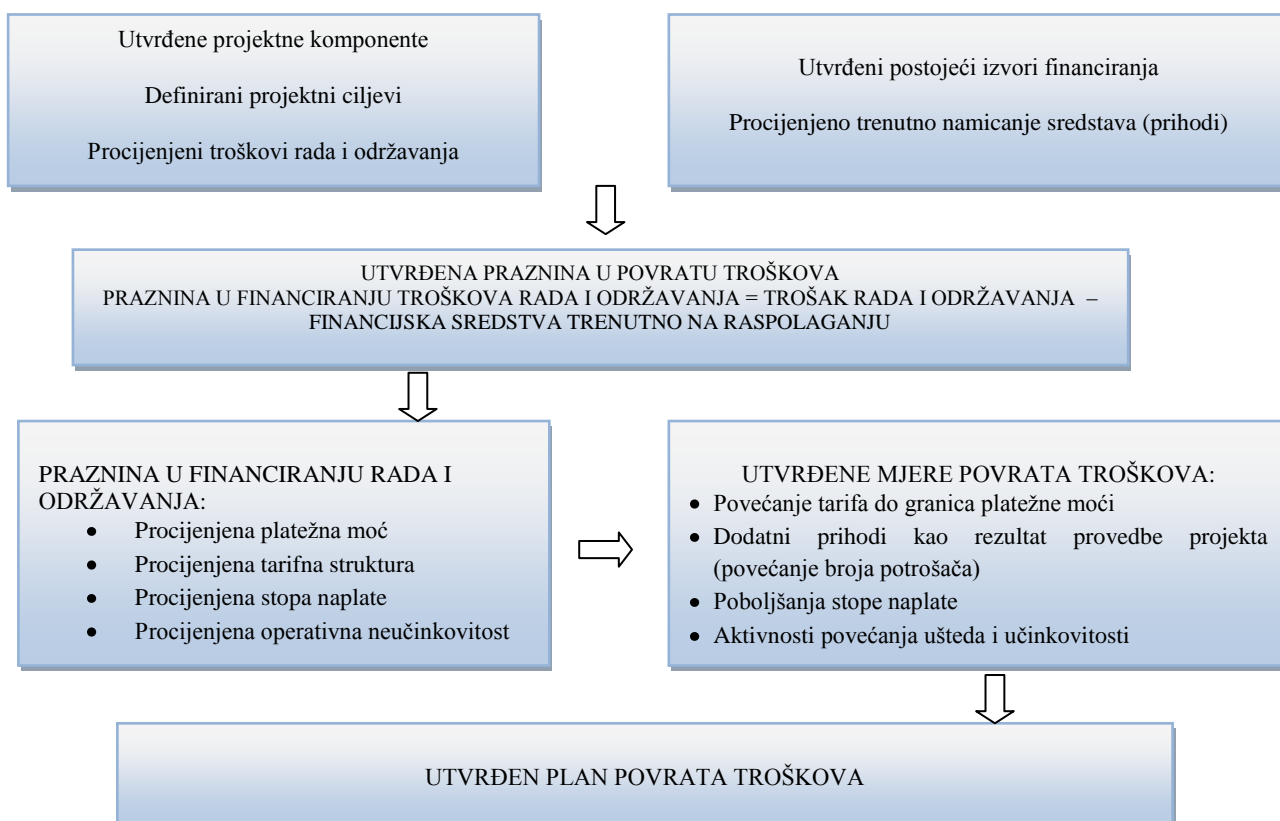 Utvrđene projektne komponente
Definirani projektni ciljevi
Procijenjeni troškovi rada i održavanja
Utvrđeni postojeći izvori financiranja
Procijenjeno trenutno namicanje sredstava (prihodi)
UTVRĐENA PRAZNINA U POVRATU TROŠKOVA
PRAZNINA U FINANCIRANJU TROŠKOVA RADA I ODRŽAVANJA = TROŠAK RADA I ODRŽAVANJA –
FINANCIJSKA SREDSTVA TRENUTNO NA RASPOLAGANJU
PRAZNINA U FINANCIRANJU RADA I
ODRŽAVANJA:
• Procijenjena platežna moć
• Procijenjena tarifna struktura
• Procijenjena stopa naplate
• Procijenjena operativna neučinkovitost
UTVRĐENE MJERE POVRATA TROŠKOVA:
• Povećanje tarifa do granica platežne moći
• Dodatni prihodi kao rezultat provedbe projekta
(povećanje broja potrošača)
• Poboljšanja stope naplate
• Aktivnosti povećanja ušteda i učinkovitosti
UTVRĐEN PLAN POVRATA TROŠKOVA